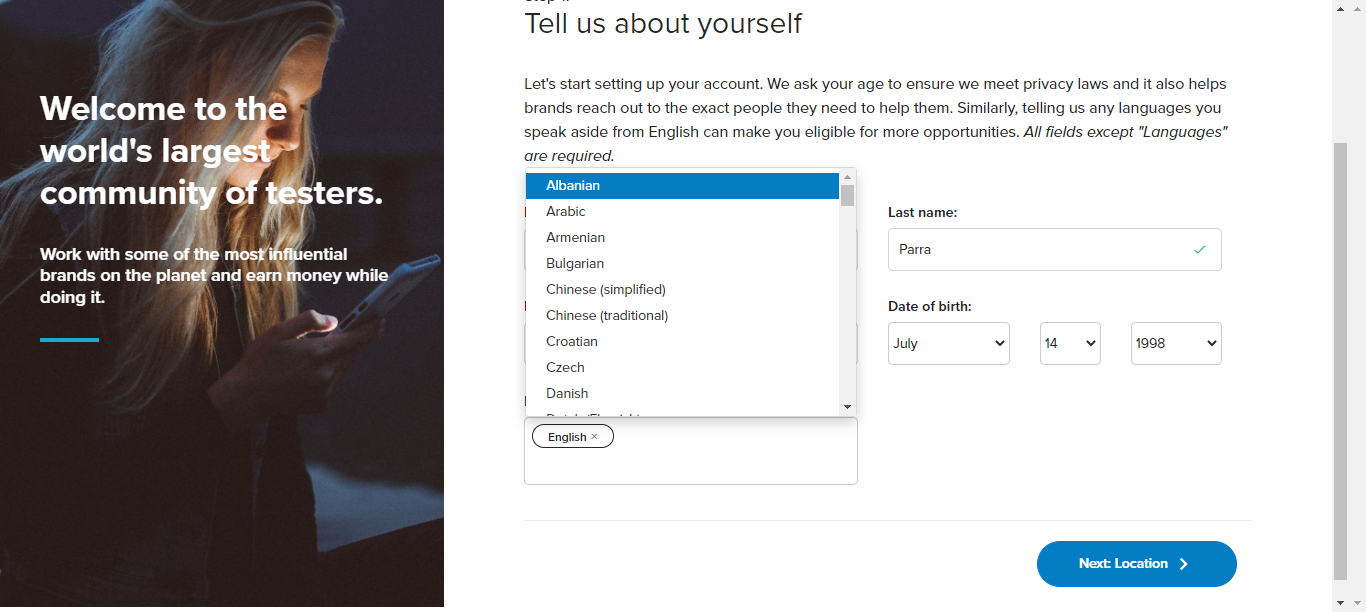 Welcome to the
world's largest
community of testers.
Work with some of the most influential
brands on the planet and earn money while
doing it.
Tell us about yourself
Let's start setting up your account. We ask your age to ensure we meet privacy laws and it also helps
brands reach out to the exact people they need to help them. Similarly, telling us any languages you
speak aside from English can make you eligible for more opportunities. All fields except "Languages"
are required.
Albanian
Arabic
Armenian
Bulgarian
Chinese (simplified)
Chinese (traditional)
Croatian
Czech
Danish
Last name:
Parra
Date of birth:
July 14 1998
English ×
Next: Location